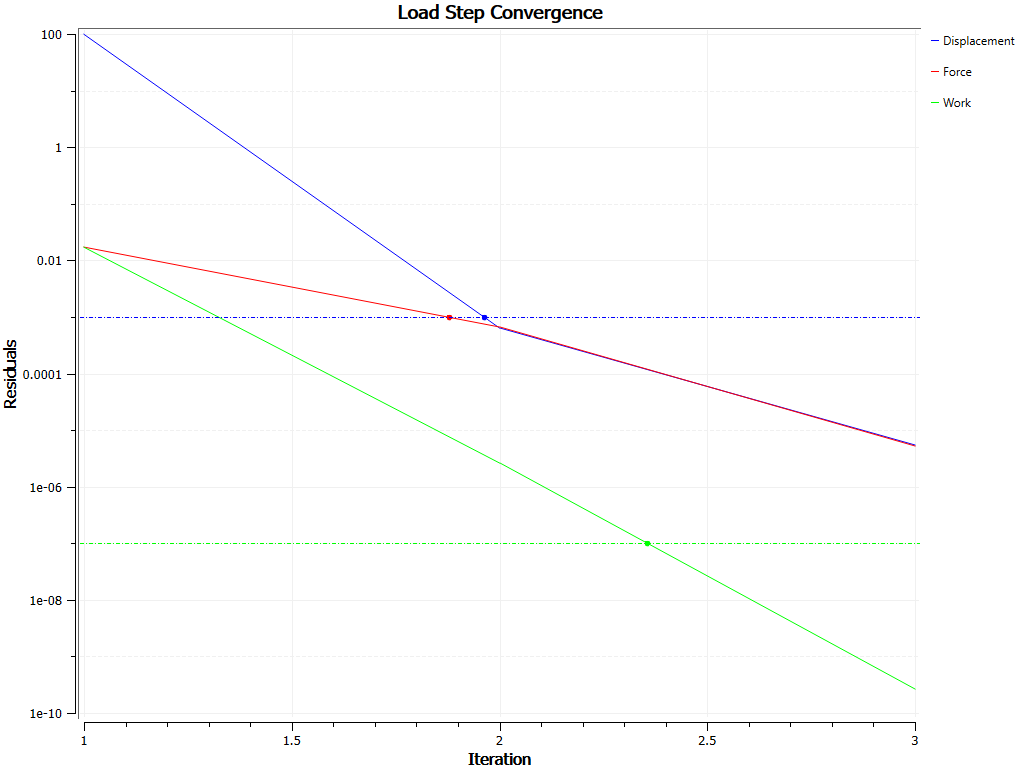 Load Step Convergence
Displacement
Force
Work
100
1
0.01
0.0001
1e-06
1e-08
1e-10
Residuals
1 1.5 2 2.5 3
Iteration